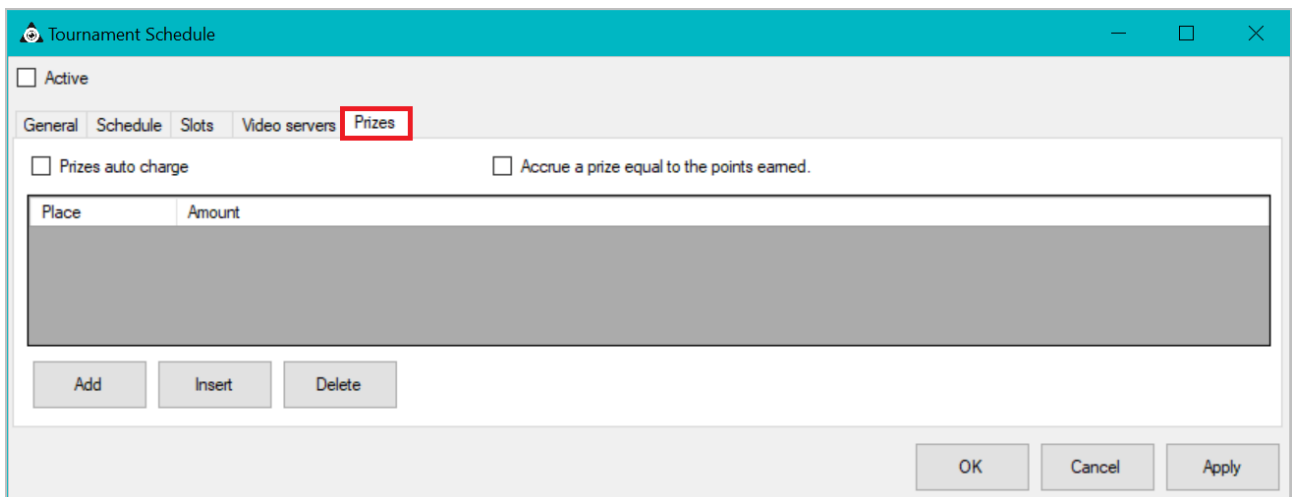 Tournament Schedule
Active
General Schedule Slots Video servers Prizes
Prizes auto charge Accrue a prize equal to the points earned.
Place Amount
Add Insert Delete
OK Cancel Apply